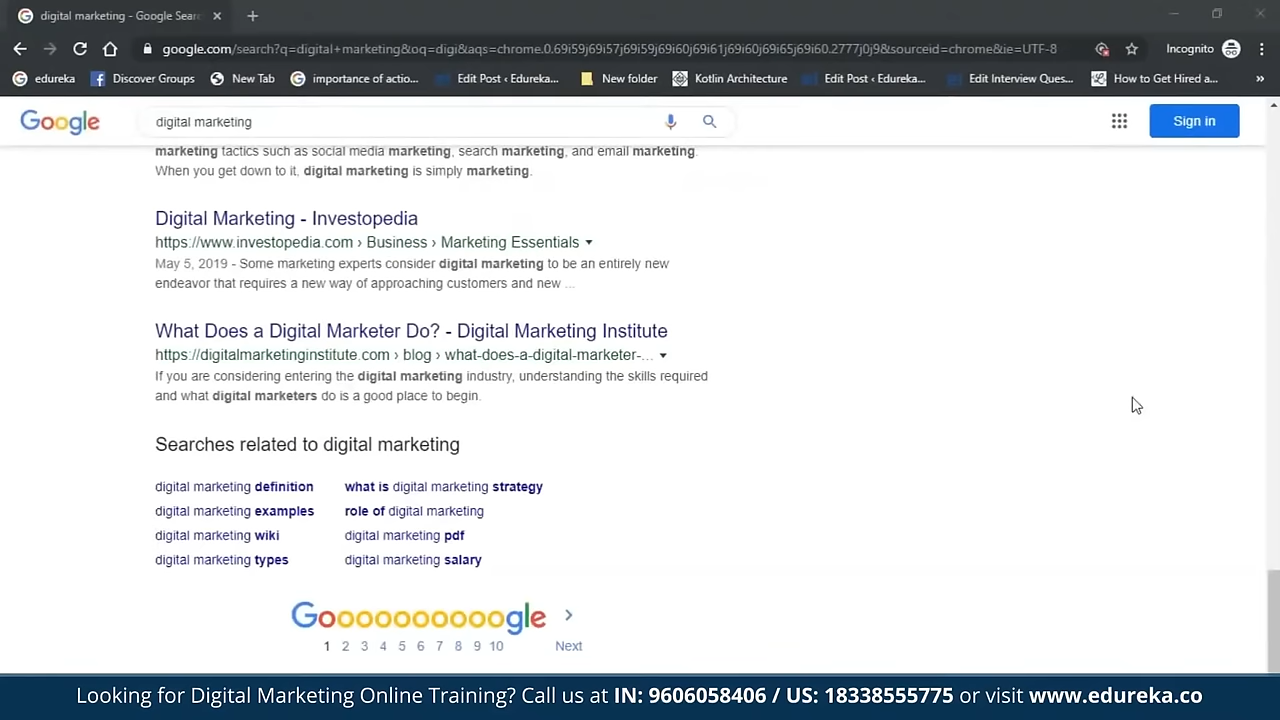 digital marketing - Google Sear
google.com/search?q=digital+marketing&oq=digi&aqs=chrome.0.69i59j69i57j69i59j69i60j69i61j69i60j69i65j69i60.2777j0j9&sourceid=chrome&ie=UTF-8
Incognito
edureka
Discover Groups
New Tab
importance of actio...
Edit Post ‹ Edureka...
New folder
Kotlin Architecture
Edit Post ‹ Edureka...
Edit Interview Ques...
How to Get Hired a...
»
Google
digital marketing
Sign in
marketing tactics such as social media marketing, search marketing, and email marketing.
When you get down to it, digital marketing is simply marketing.
Digital Marketing - Investopedia
https://www.investopedia.com › Business › Marketing Essentials
May 5, 2019 - Some marketing experts consider digital marketing to be an entirely new
endeavor that requires a new way of approaching customers and new ...
What Does a Digital Marketer Do? - Digital Marketing Institute
https://digitalmarketinginstitute.com › blog › what-does-a-digital-marketer-...
If you are considering entering the digital marketing industry, understanding the skills required
and what digital marketers do is a good place to begin.
Searches related to digital marketing
digital marketing definition
what is digital marketing strategy
digital marketing examples
role of digital marketing
digital marketing wiki
digital marketing pdf
digital marketing types
digital marketing salary
Goooooooooogle
1 2 3 4 5 6 7 8 9 10 Next
Looking for Digital Marketing Online Training? Call us at IN: 9606058406 / US: 18338555775 or visit www.edureka.co